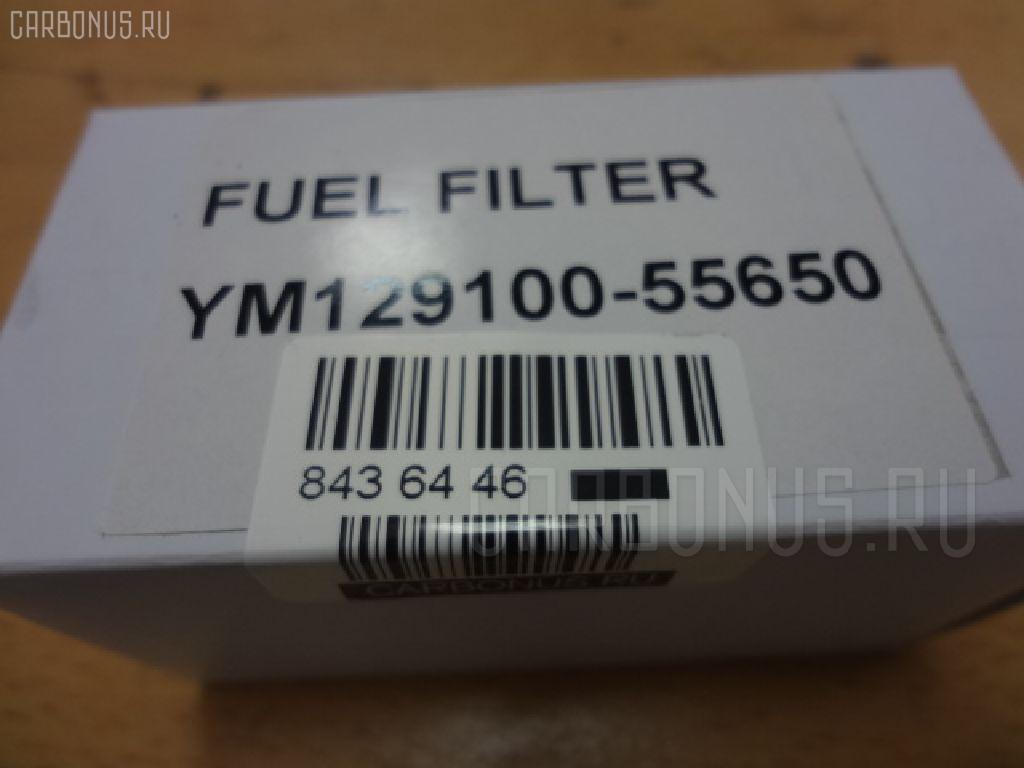 CARBONUS.RU
FUEL FILTER
YM129100-55650
843 64 46
CARBONUS.RU
CARBONUS.RU